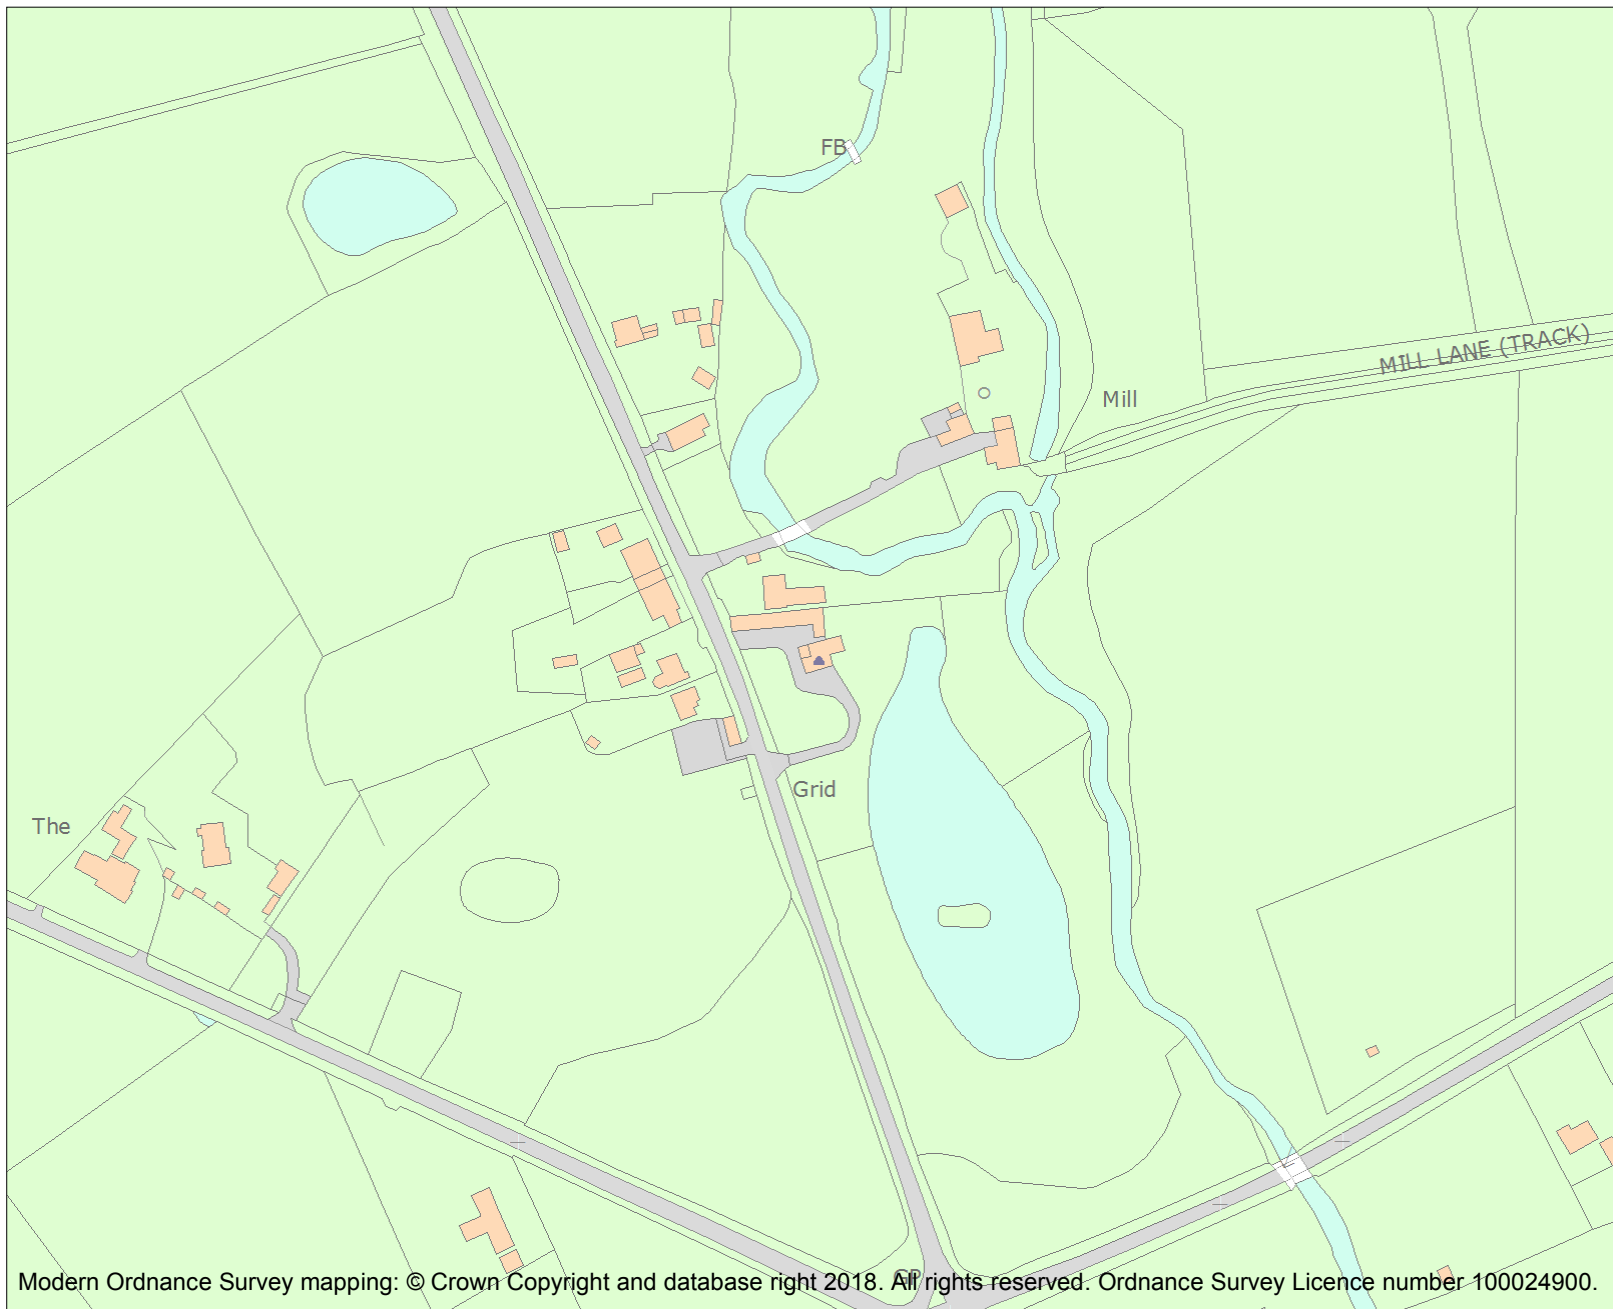 FB
MILL LANE (TRACK)
Mill
Grid
The
GP
Modern Ordnance Survey mapping: © Crown Copyright and database right 2018. All rights reserved. Ordnance Survey Licence number 100024900.